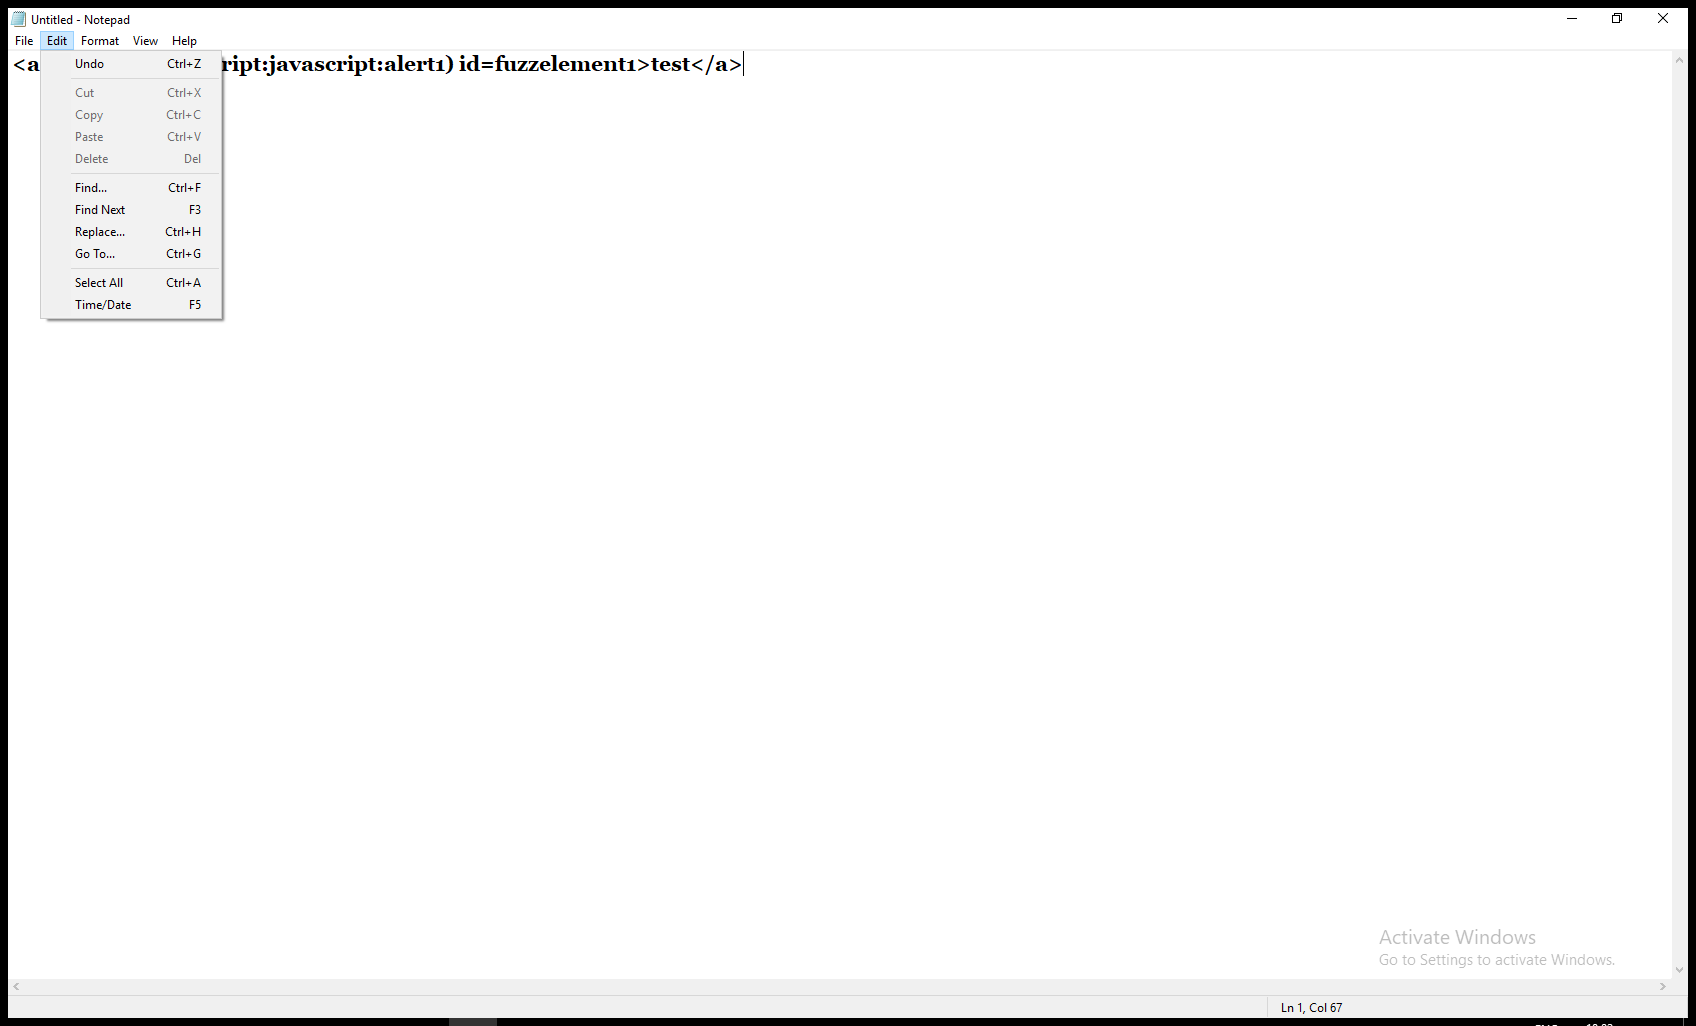 Untitled - Notepad
File Edit Format View Help
<a ript:javascript:alert1) id=fuzzelement1>test</a>
Undo Ctrl+Z
Cut Ctrl+X
Copy Ctrl+C
Paste Ctrl+V
Delete Del
Find... Ctrl+F
Find Next F3
Replace... Ctrl+H
Go To... Ctrl+G
Select All Ctrl+A
Time/Date F5
Activate Windows
Go to Settings to activate Windows.
Ln 1, Col 67